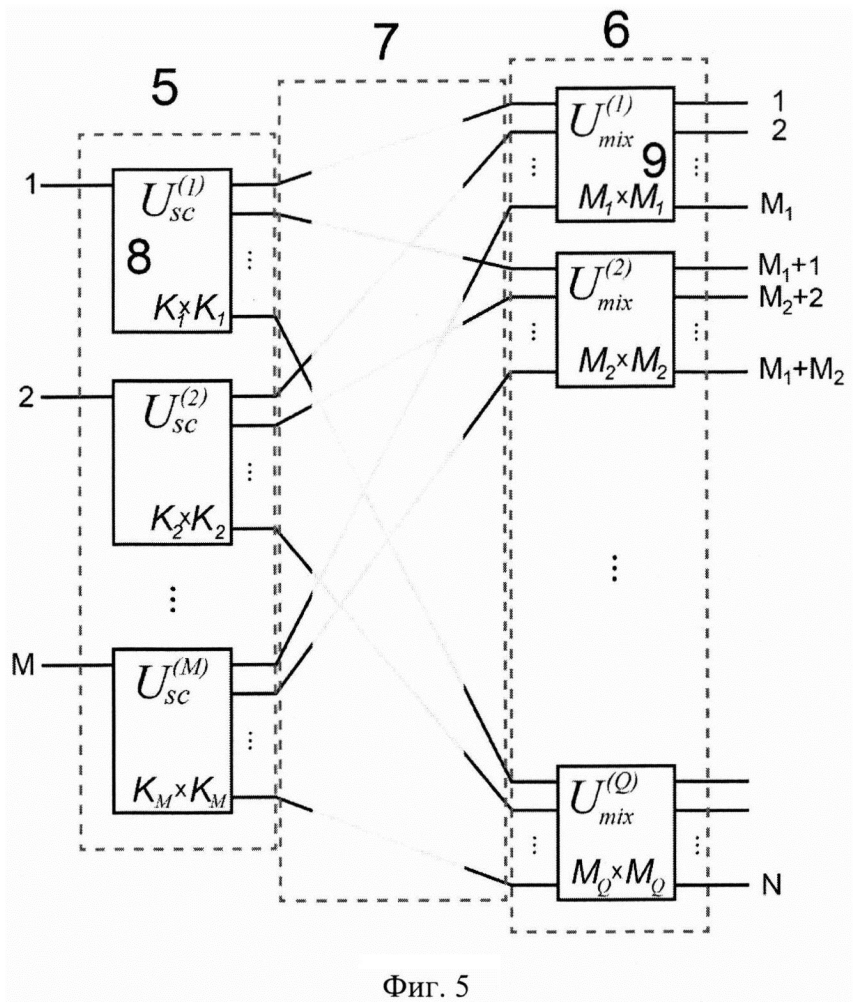 5
7
6
1
U_sc^(1)
8
⋮
K_1×K_1
2
U_sc^(2)
⋮
K_2×K_2
⋮
M
U_sc^(M)
⋮
K_M×K_M
U_mix^(1)
9
⋮
⋮
M_1×M_1
1
2
M_1
U_mix^(2)
⋮
⋮
M_2×M_2
M_1+1
M_2+2
M_1+M_2
⋮
U_mix^(Q)
⋮
⋮
M_Q×M_Q
N
Фиг. 5